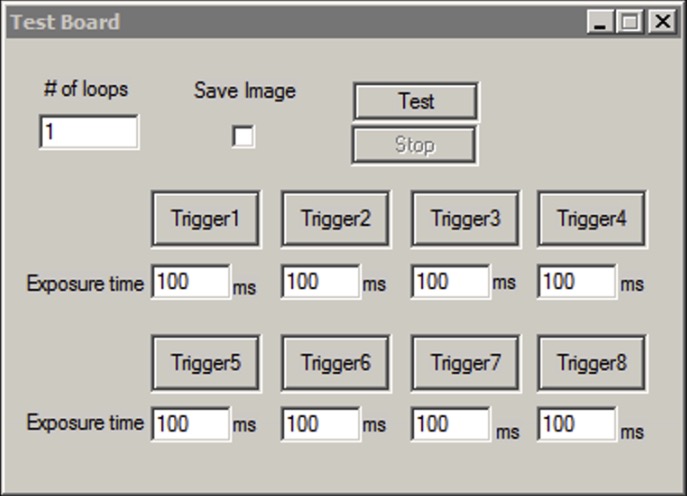 Test Board
# of loops Save Image Test
1
Stop
Trigger1 Trigger2 Trigger3 Trigger4
Exposure time 100 ms 100 ms 100 ms 100 ms
Trigger5 Trigger6 Trigger7 Trigger8
Exposure time 100 ms 100 ms 100 ms 100 ms